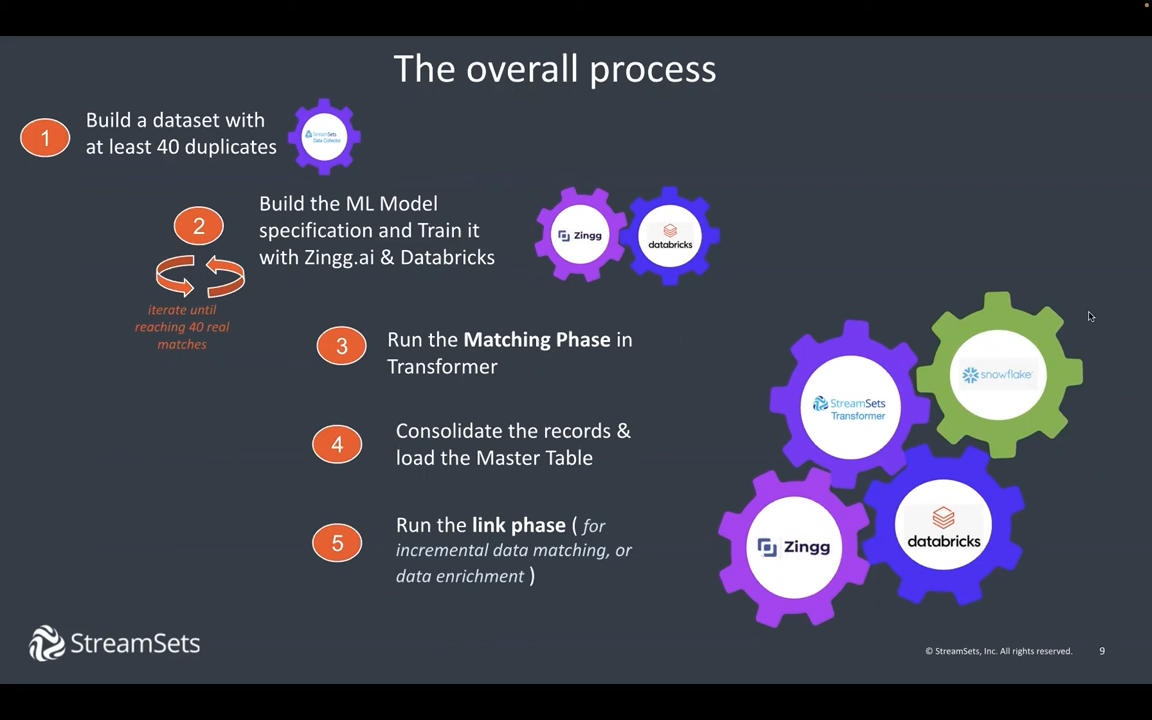 The overall process
1
Build a dataset with
at least 40 duplicates
StreamSets
Data Collector
2
Build the ML Model
specification and Train it
with Zingg.ai & Databricks
Zingg
databricks
iterate until
reaching 40 real
matches
3
Run the Matching Phase in
Transformer
4
Consolidate the records &
load the Master Table
5
Run the link phase ( for
incremental data matching, or
data enrichment )
StreamSets
Transformer
snowflake
Zingg
databricks
StreamSets
© StreamSets, Inc. All rights reserved.
9